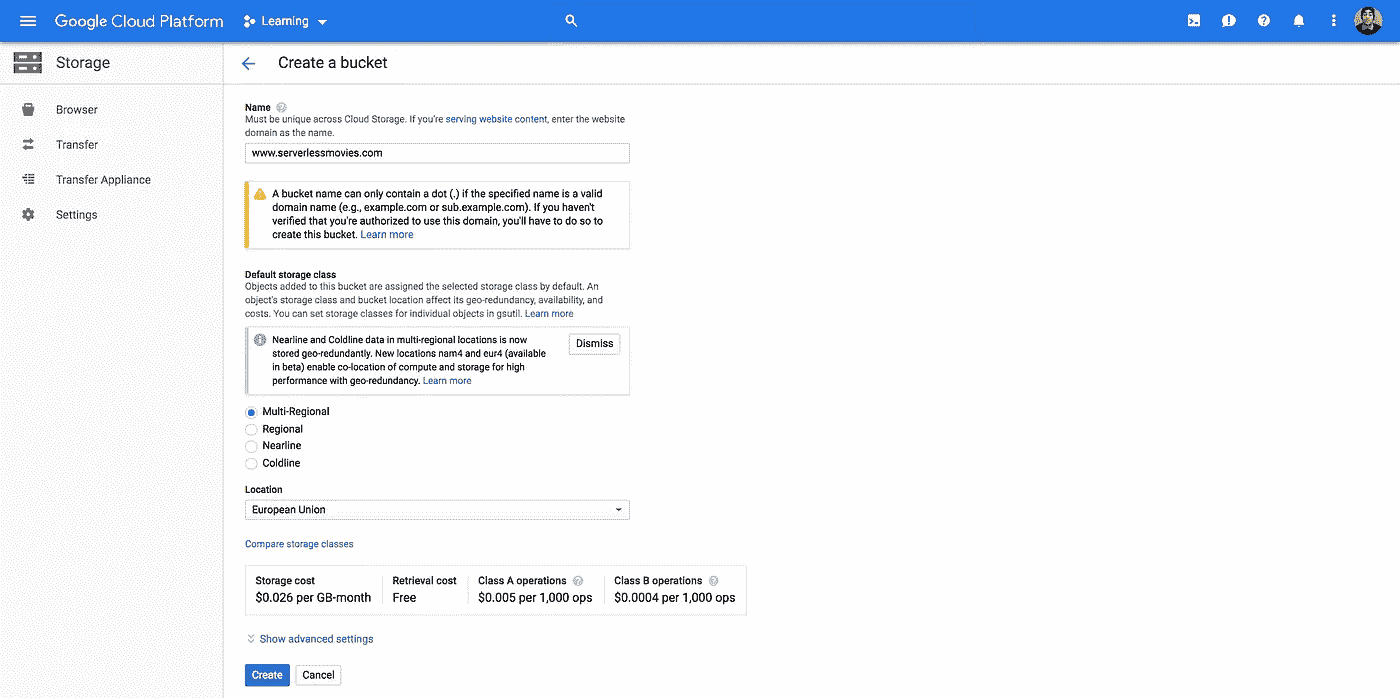 Google Cloud Platform
Learning
Storage
Create a bucket
Browser
Transfer
Transfer Appliance
Settings
Name
Must be unique across Cloud Storage. If you're serving website content, enter the website
domain as the name.
www.serverlessmovies.com
A bucket name can only contain a dot (.) if the specified name is a valid
domain name (e.g., example.com or sub.example.com). If you haven't
verified that you're authorized to use this domain, you'll have to do so to
create this bucket. Learn more
Default storage class
Objects added to this bucket are assigned the selected storage class by default. An
object's storage class and bucket location affect its geo-redundancy, availability, and
costs. You can set storage classes for individual objects in gsutil. Learn more
Nearline and Coldline data in multi-regional locations is now
stored geo-redundantly. New locations nam4 and eur4 (available
in beta) enable co-location of compute and storage for high
performance with geo-redundancy. Learn more
Dismiss
Multi-Regional
Regional
Nearline
Coldline
Location
European Union
Compare storage classes
Storage cost
$0.026 per GB-month
Retrieval cost
Free
Class A operations
$0.005 per 1,000 ops
Class B operations
$0.0004 per 1,000 ops
Show advanced settings
Create
Cancel